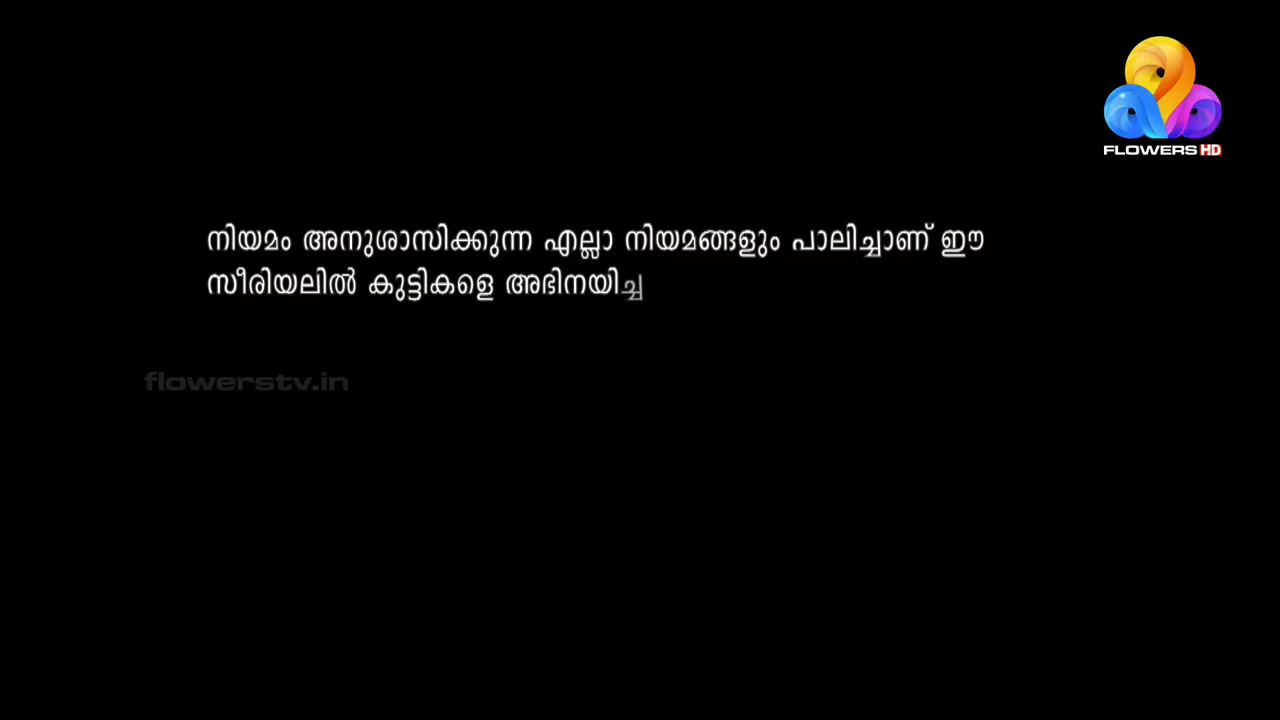 FLOWERS HD
നിയമം അനുശാസിക്കുന്ന എല്ലാ നിയമങ്ങളും പാലിച്ചാണ് ഈ
സീരിയലിൽ കുട്ടികളെ അഭിനയിച്ച
flowerstv.in